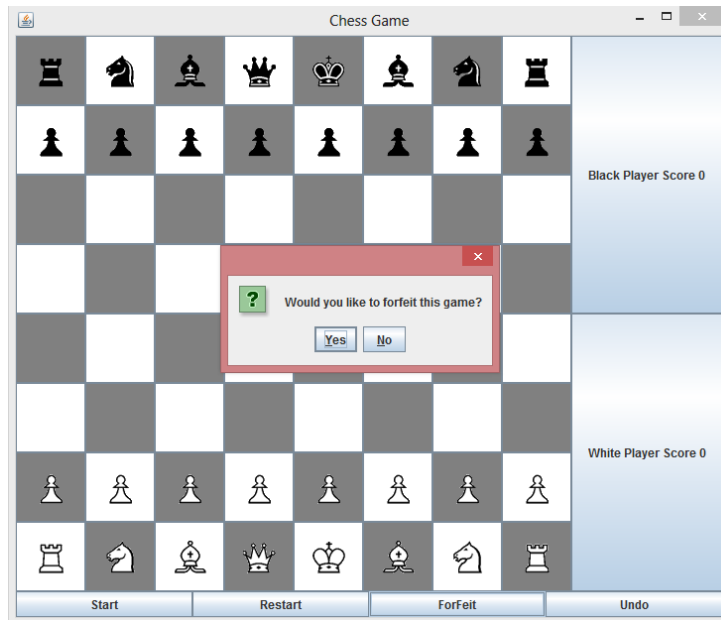 Chess Game
Black Player Score 0
?
Would you like to forfeit this game?
Yes No
White Player Score 0
Start Restart ForFeit Undo